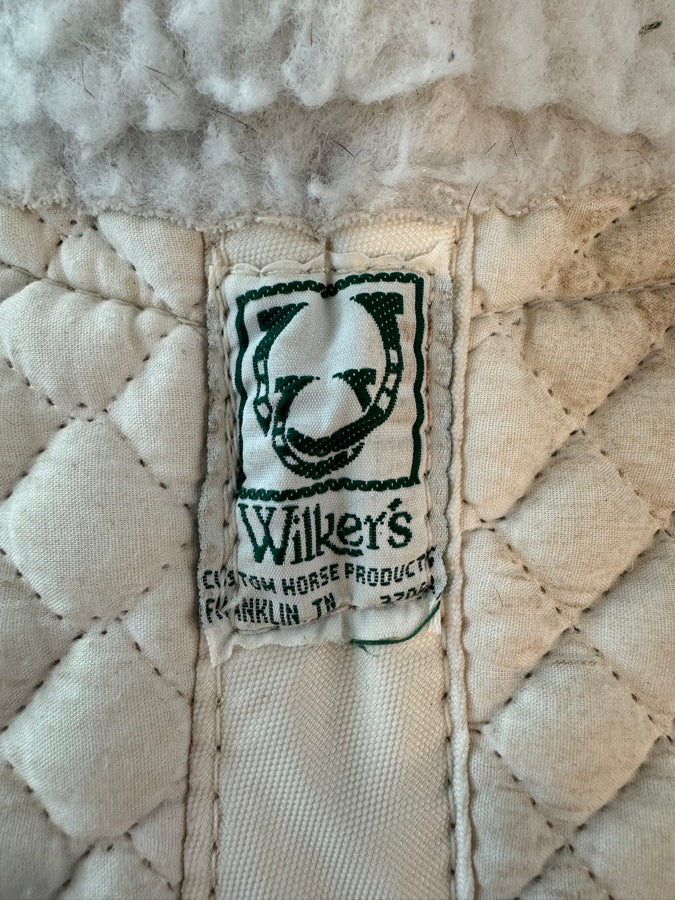 Wilker's
CUSTOM HORSE PRODUCTS
FRANKLIN, TN